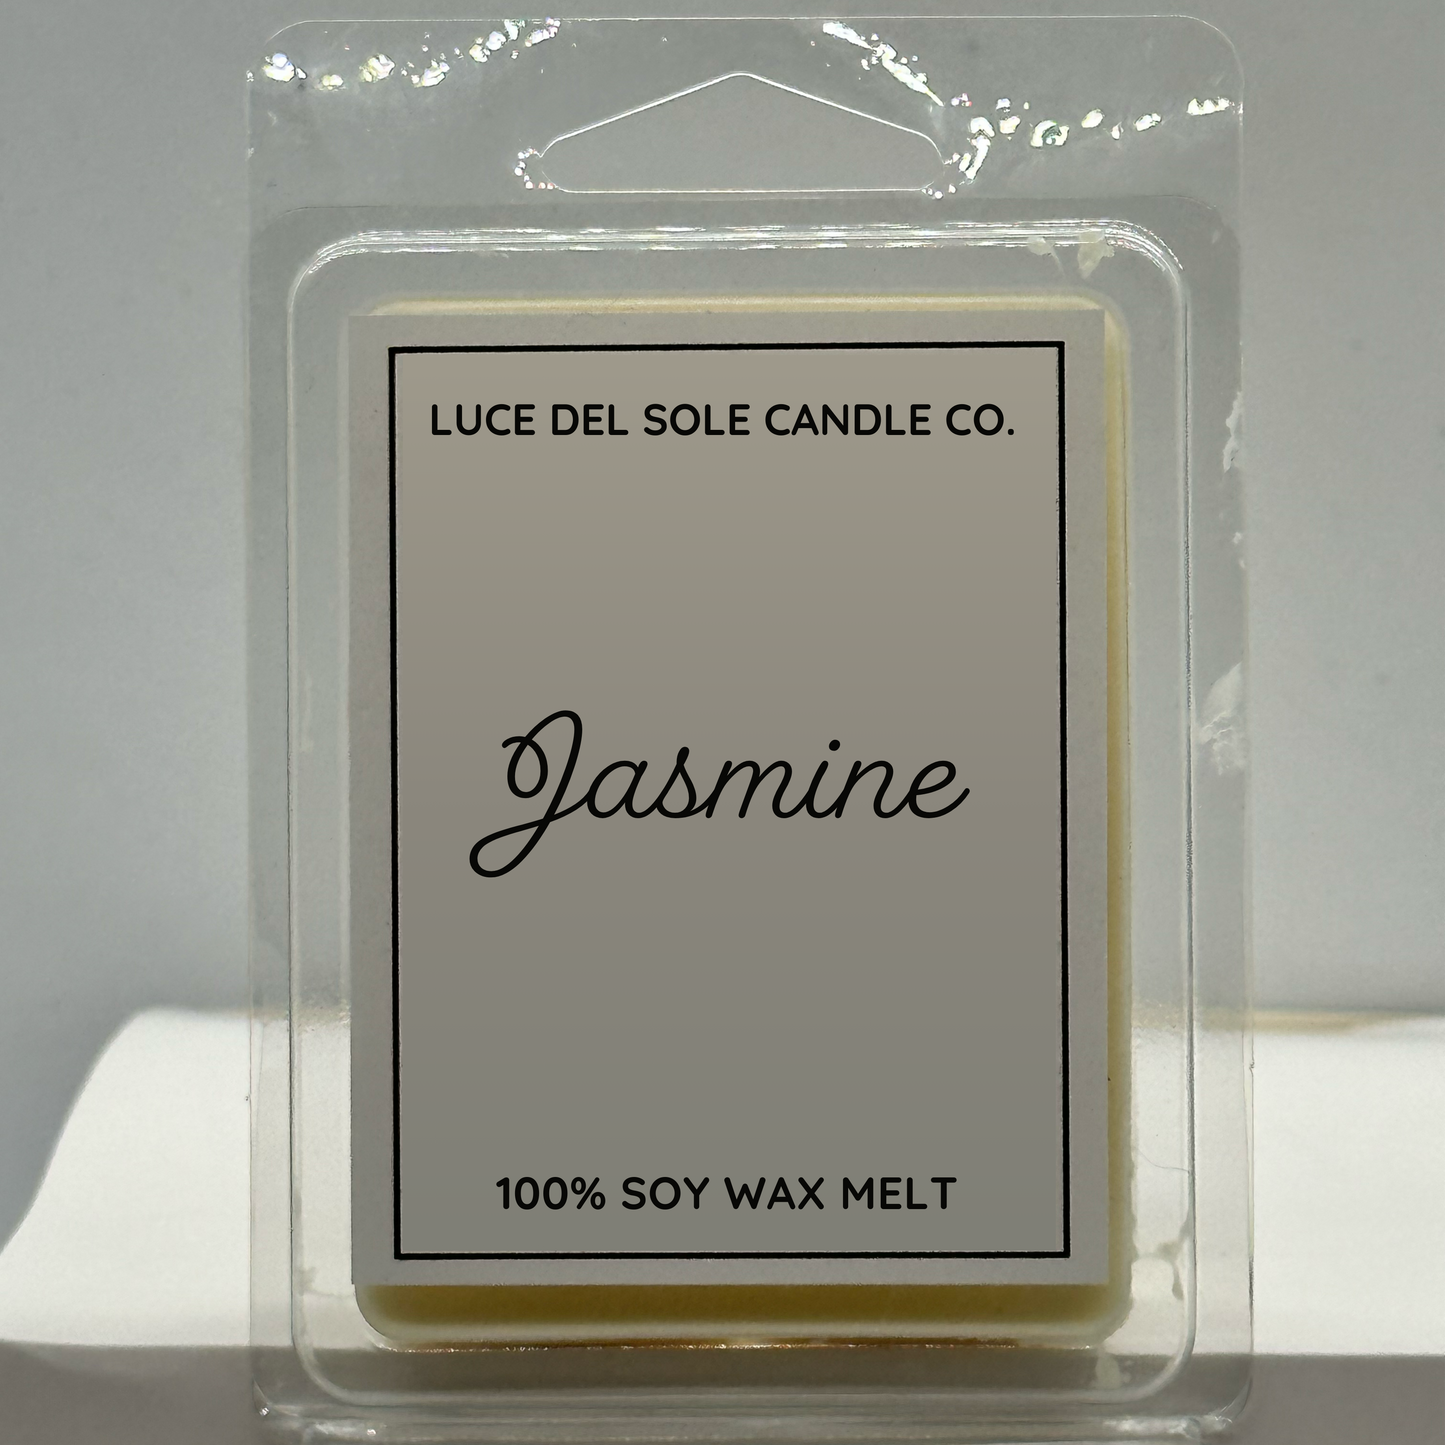 LUCE DEL SOLE CANDLE CO.
Jasmine
100% SOY WAX MELT